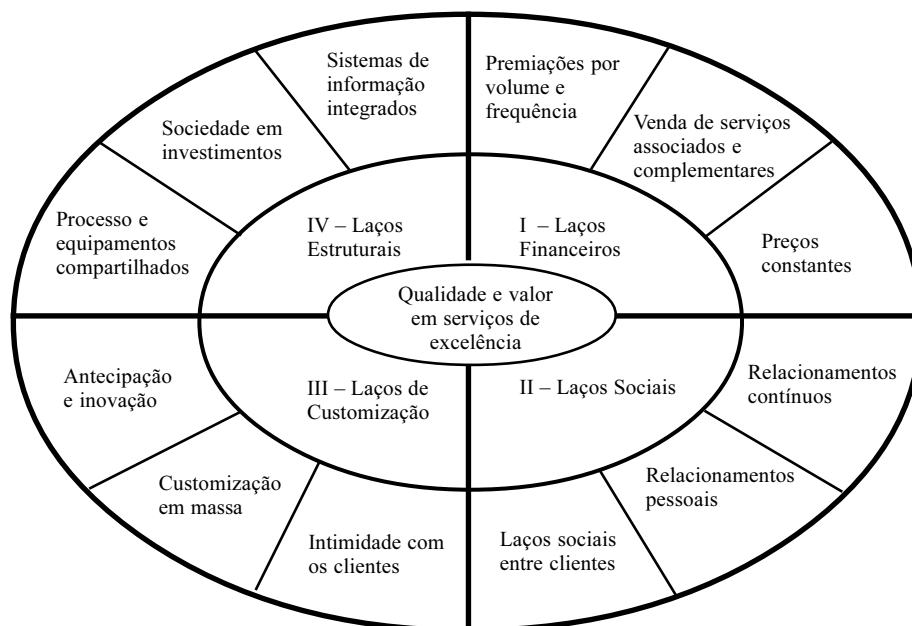 Sistemas de
informação
integrados
Premiações por
volume e
frequência
Sociedade em
investimentos
Venda de serviços
associados e
complementares
Processo e
equipamentos
compartilhados
IV – Laços
Estruturais
I – Laços
Financeiros
Preços
constantes
Qualidade e valor
em serviços de
excelência
Antecipação
e inovação
III – Laços de
Customização
II – Laços Sociais
Relacionamentos
contínuos
Customização
em massa
Relacionamentos
pessoais
Intimidade com
os clientes
Laços sociais
entre clientes